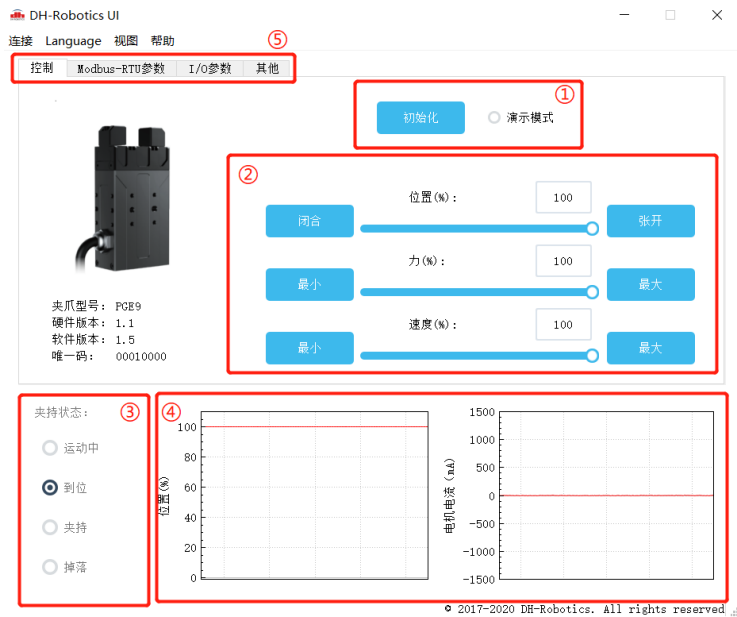 DH-Robotics UI
连接 Language 视图 帮助
⑤
控制 Modbus-RTU参数 I/O参数 其他
①
初始化 演示模式
②
位置(%): 100
闭合 张开
力(%): 100
最小 最大
速度(%): 100
最小 最大
夹爪型号: PGE9
硬件版本: 1.1
软件版本: 1.5
唯一码: 00010000
③
夹持状态:
运动中
到位
夹持
掉落
④
位置(%)
100
80
60
40
20
0
电机电流 (mA)
1500
1000
500
0
-500
-1000
-1500
© 2017-2020 DH-Robotics. All rights reserved